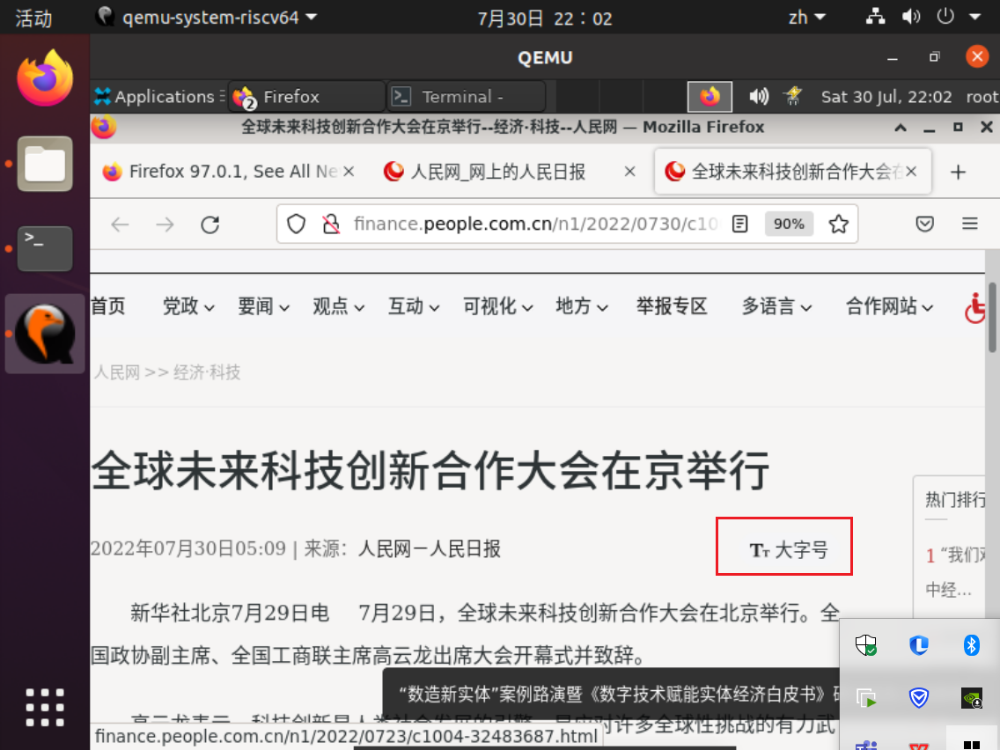 活动 qemu-system-riscv64 7月30日 22：02 zh
QEMU
Applications Firefox Terminal - Sat 30 Jul, 22:02 root
2
全球未来科技创新合作大会在京举行--经济·科技--人民网 — Mozilla Firefox
Firefox 97.0.1, See All Ne 人民网_网上的人民日报 全球未来科技创新合作大会在
finance.people.com.cn/n1/2022/0730/c10 90%
首页 党政 要闻 观点 互动 可视化 地方 举报专区 多语言 合作网站
人民网 >> 经济·科技
全球未来科技创新合作大会在京举行
2022年07月30日05:09 | 来源：人民网－人民日报
TT 大字号
热门排行
1 “我们
中经…
新华社北京7月29日电 7月29日，全球未来科技创新合作大会在北京举行。全
国政协副主席、全国工商联主席高云龙出席大会开幕式并致辞。
“数造新实体”案例路演暨《数字技术赋能实体经济白皮书》
高云龙表示，科技创新是人类社会发展的引擎，是应对许多全球性挑战的有力武
finance.people.com.cn/n1/2022/0723/c1004-32483687.html